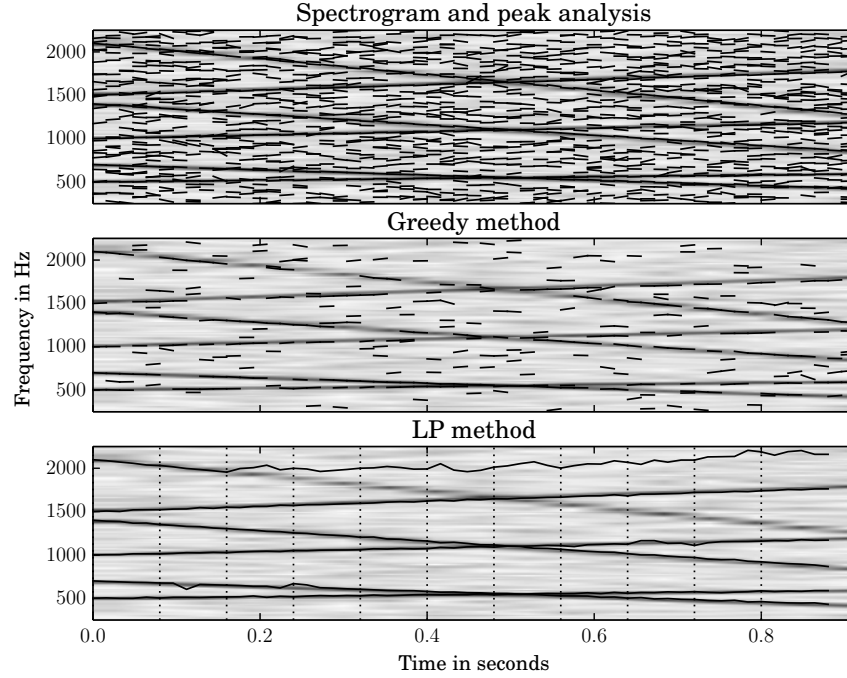 Spectrogram and peak analysis
2000
1500
1000
500
Greedy method
2000
1500
1000
500
Frequency in Hz
LP method
2000
1500
1000
500
0.0 0.2 0.4 0.6 0.8
Time in seconds